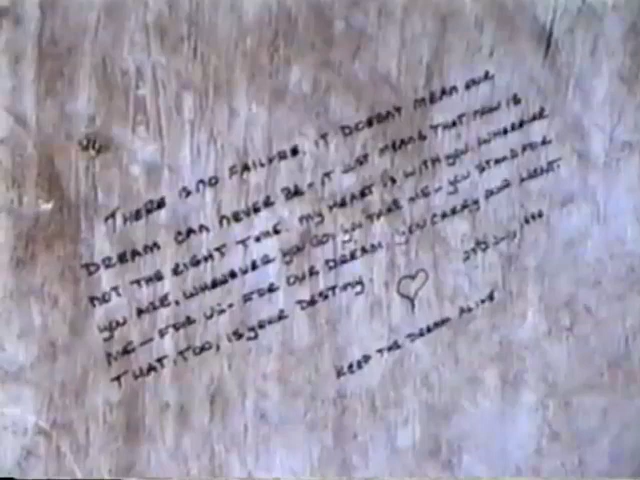 THERE IS NO FAILURE. IT DOESN'T MEAN OUR
DREAM CAN NEVER BE - IT JUST MEANS THAT NOW IS
NOT THE RIGHT TIME. MY HEART IS WITH YOU WHEREVER
YOU ARE, WHEREVER YOU GO. YOU TAKE ME - YOU STAND FOR
ME - FOR US - FOR OUR DREAM. YOU CARRY OUR
THAT, TOO, IS YOUR DESTINY
KEEP THE DREAM ALIVE